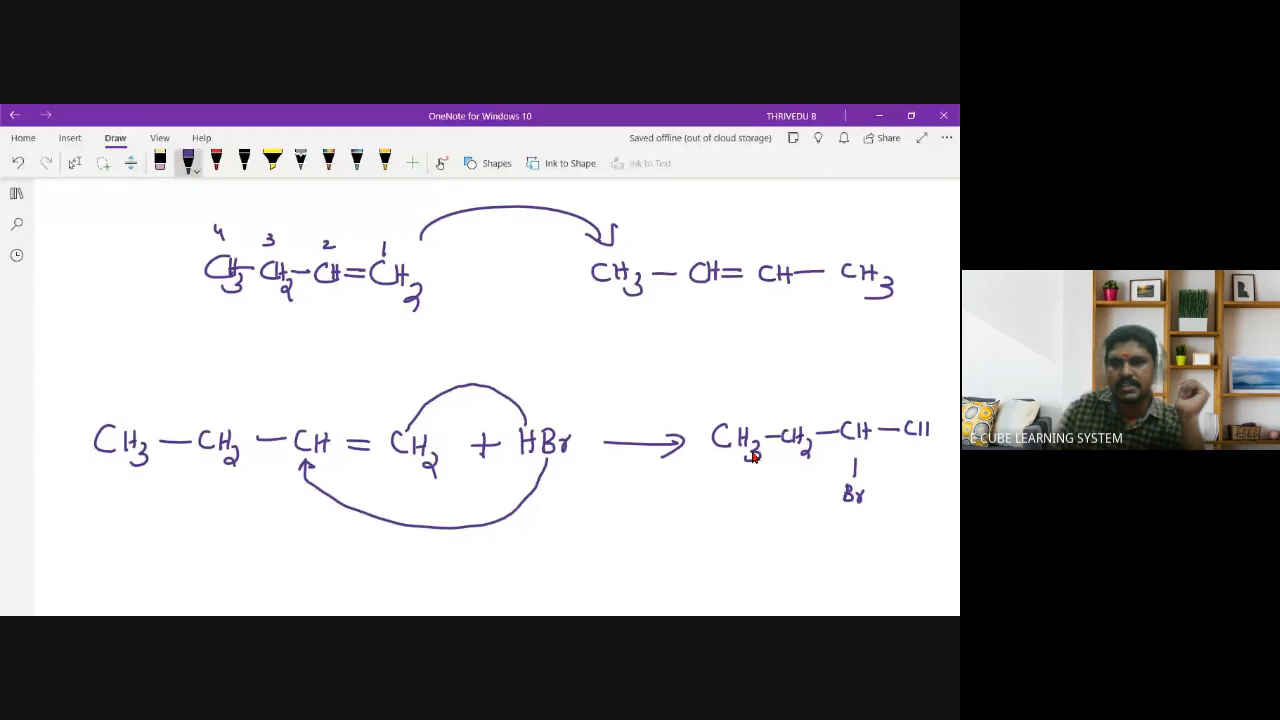 OneNote for Windows 10
THRIVEDU B
Home Insert Draw View Help
Saved offline (out of cloud storage)
Share
Shapes
Ink to Shape
Ink to Text
4 3 2 1
CH3 — CH2 — CH = CH2
CH3 — CH = CH — CH3
CH3 — CH2 — CH = CH2 + HBr → CH3 — CH2 — CH — CH
Br
C CUBE LEARNING SYSTEM